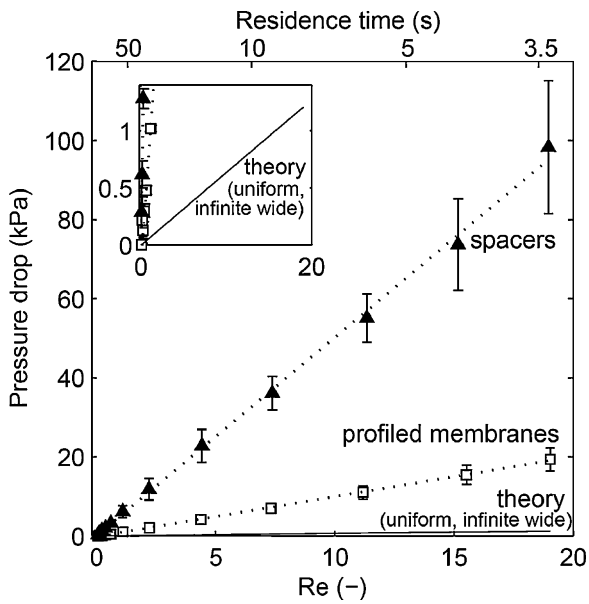 Residence time (s)
50 10 5 3.5
120
100
80
60
40
20
0
Pressure drop (kPa)
1
0.5
0
0 20
theory
(uniform,
infinite wide)
spacers
profiled membranes
theory
(uniform, infinite wide)
0 5 10 15 20
Re (−)